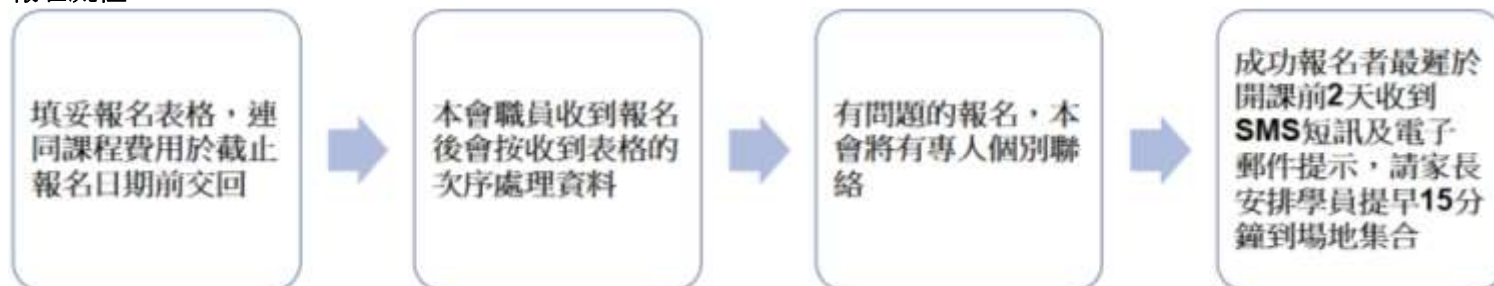 填妥報名表格，連
同課程費用於截止
報名日期前交回
本會職員收到報名
後會按收到表格的
次序處理資料
有問題的報名，本
會將有專人個別聯
絡
成功報名者最遲於
開課前2天收到
SMS短訊及電子
郵件提示，請家長
安排學員提早15分
鐘到場地集合